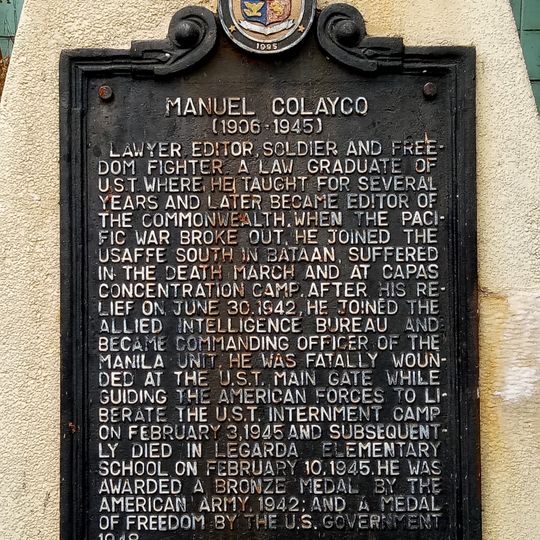 1095
MANUEL COLAYCO
(1906-1945)
LAWYER, EDITOR, SOLDIER AND FREE-
DOM FIGHTER. A LAW GRADUATE OF
U.S.T. WHERE HE TAUGHT FOR SEVERAL
YEARS AND LATER BECAME EDITOR OF
THE COMMONWEALTH. WHEN THE PACI-
FIC WAR BROKE OUT, HE JOINED THE
USAFFE SOUTH IN BATAAN, SUFFERED
IN THE DEATH MARCH AND AT CAPAS
CONCENTRATION CAMP. AFTER HIS RE-
LIEF ON JUNE 30, 1942, HE JOINED THE
ALLIED INTELLIGENCE BUREAU AND
BECAME COMMANDING OFFICER OF THE
MANILA UNIT. HE WAS FATALLY WOUN-
DED AT THE U.S.T. MAIN GATE WHILE
GUIDING THE AMERICAN FORCES TO LI-
BERATE THE U.S.T. INTERNMENT CAMP
ON FEBRUARY 3, 1945 AND SUBSEQUENT-
LY DIED IN LEGARDA ELEMENTARY
SCHOOL ON FEBRUARY 10, 1945. HE WAS
AWARDED A BRONZE MEDAL BY THE
AMERICAN ARMY, 1942; AND A MEDAL
OF FREEDOM BY THE U.S. GOVERNMENT
1948